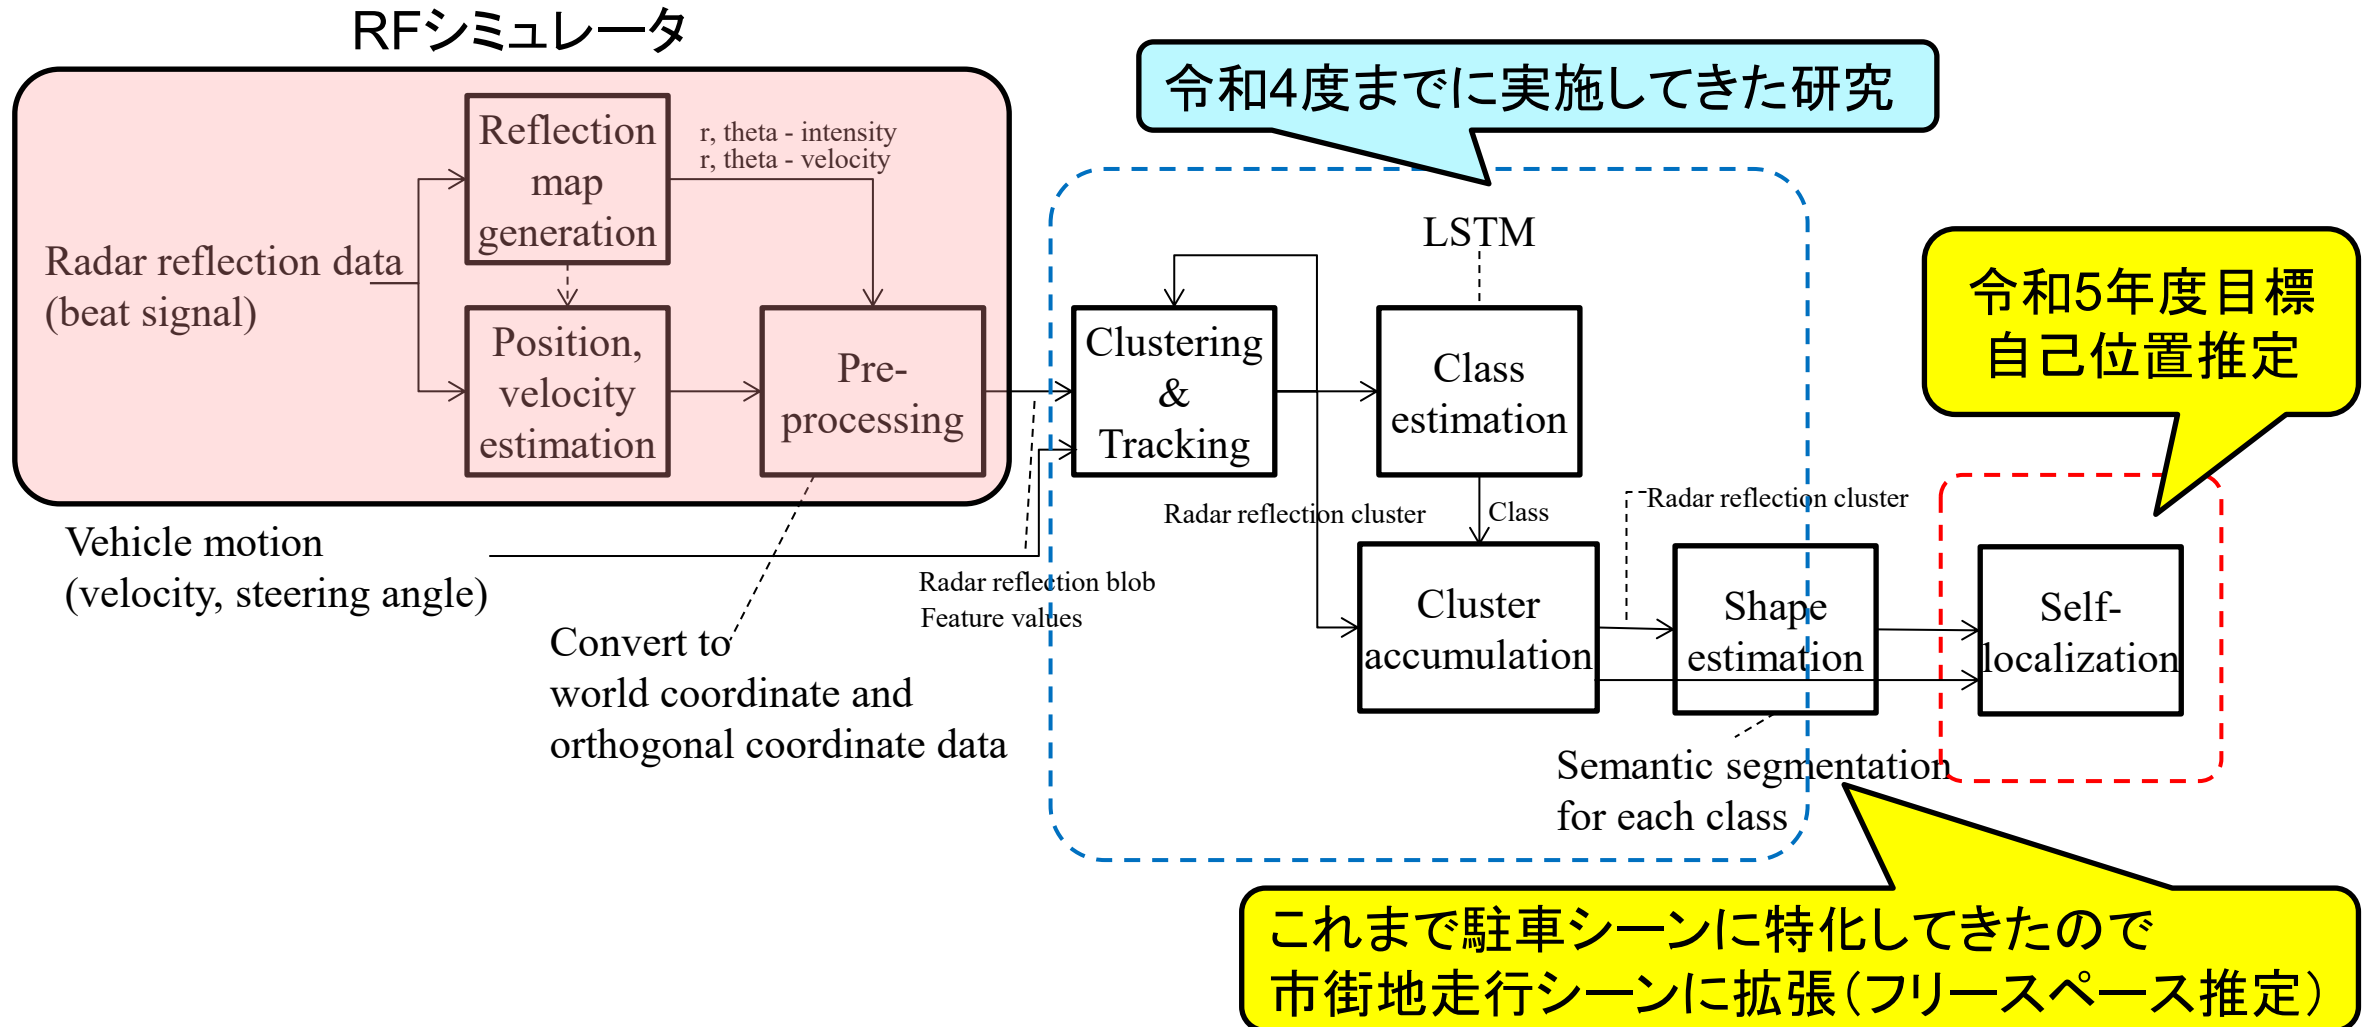 RFシミュレータ
令和4度までに実施してきた研究
Reflection
map
generation
r, theta - intensity
r, theta - velocity
Radar reflection data
(beat signal)
Position,
velocity
estimation
Pre-
processing
LSTM
Clustering
&
Tracking
Class
estimation
令和5年度目標
自己位置推定
Radar reflection cluster
Class
Radar reflection cluster
Vehicle motion
(velocity, steering angle)
Radar reflection blob
Feature values
Convert to
world coordinate and
orthogonal coordinate data
Cluster
accumulation
Shape
estimation
Self-
localization
Semantic segmentation
for each class
これまで駐車シーンに特化してきたので
市街地走行シーンに拡張（フリースペース推定）